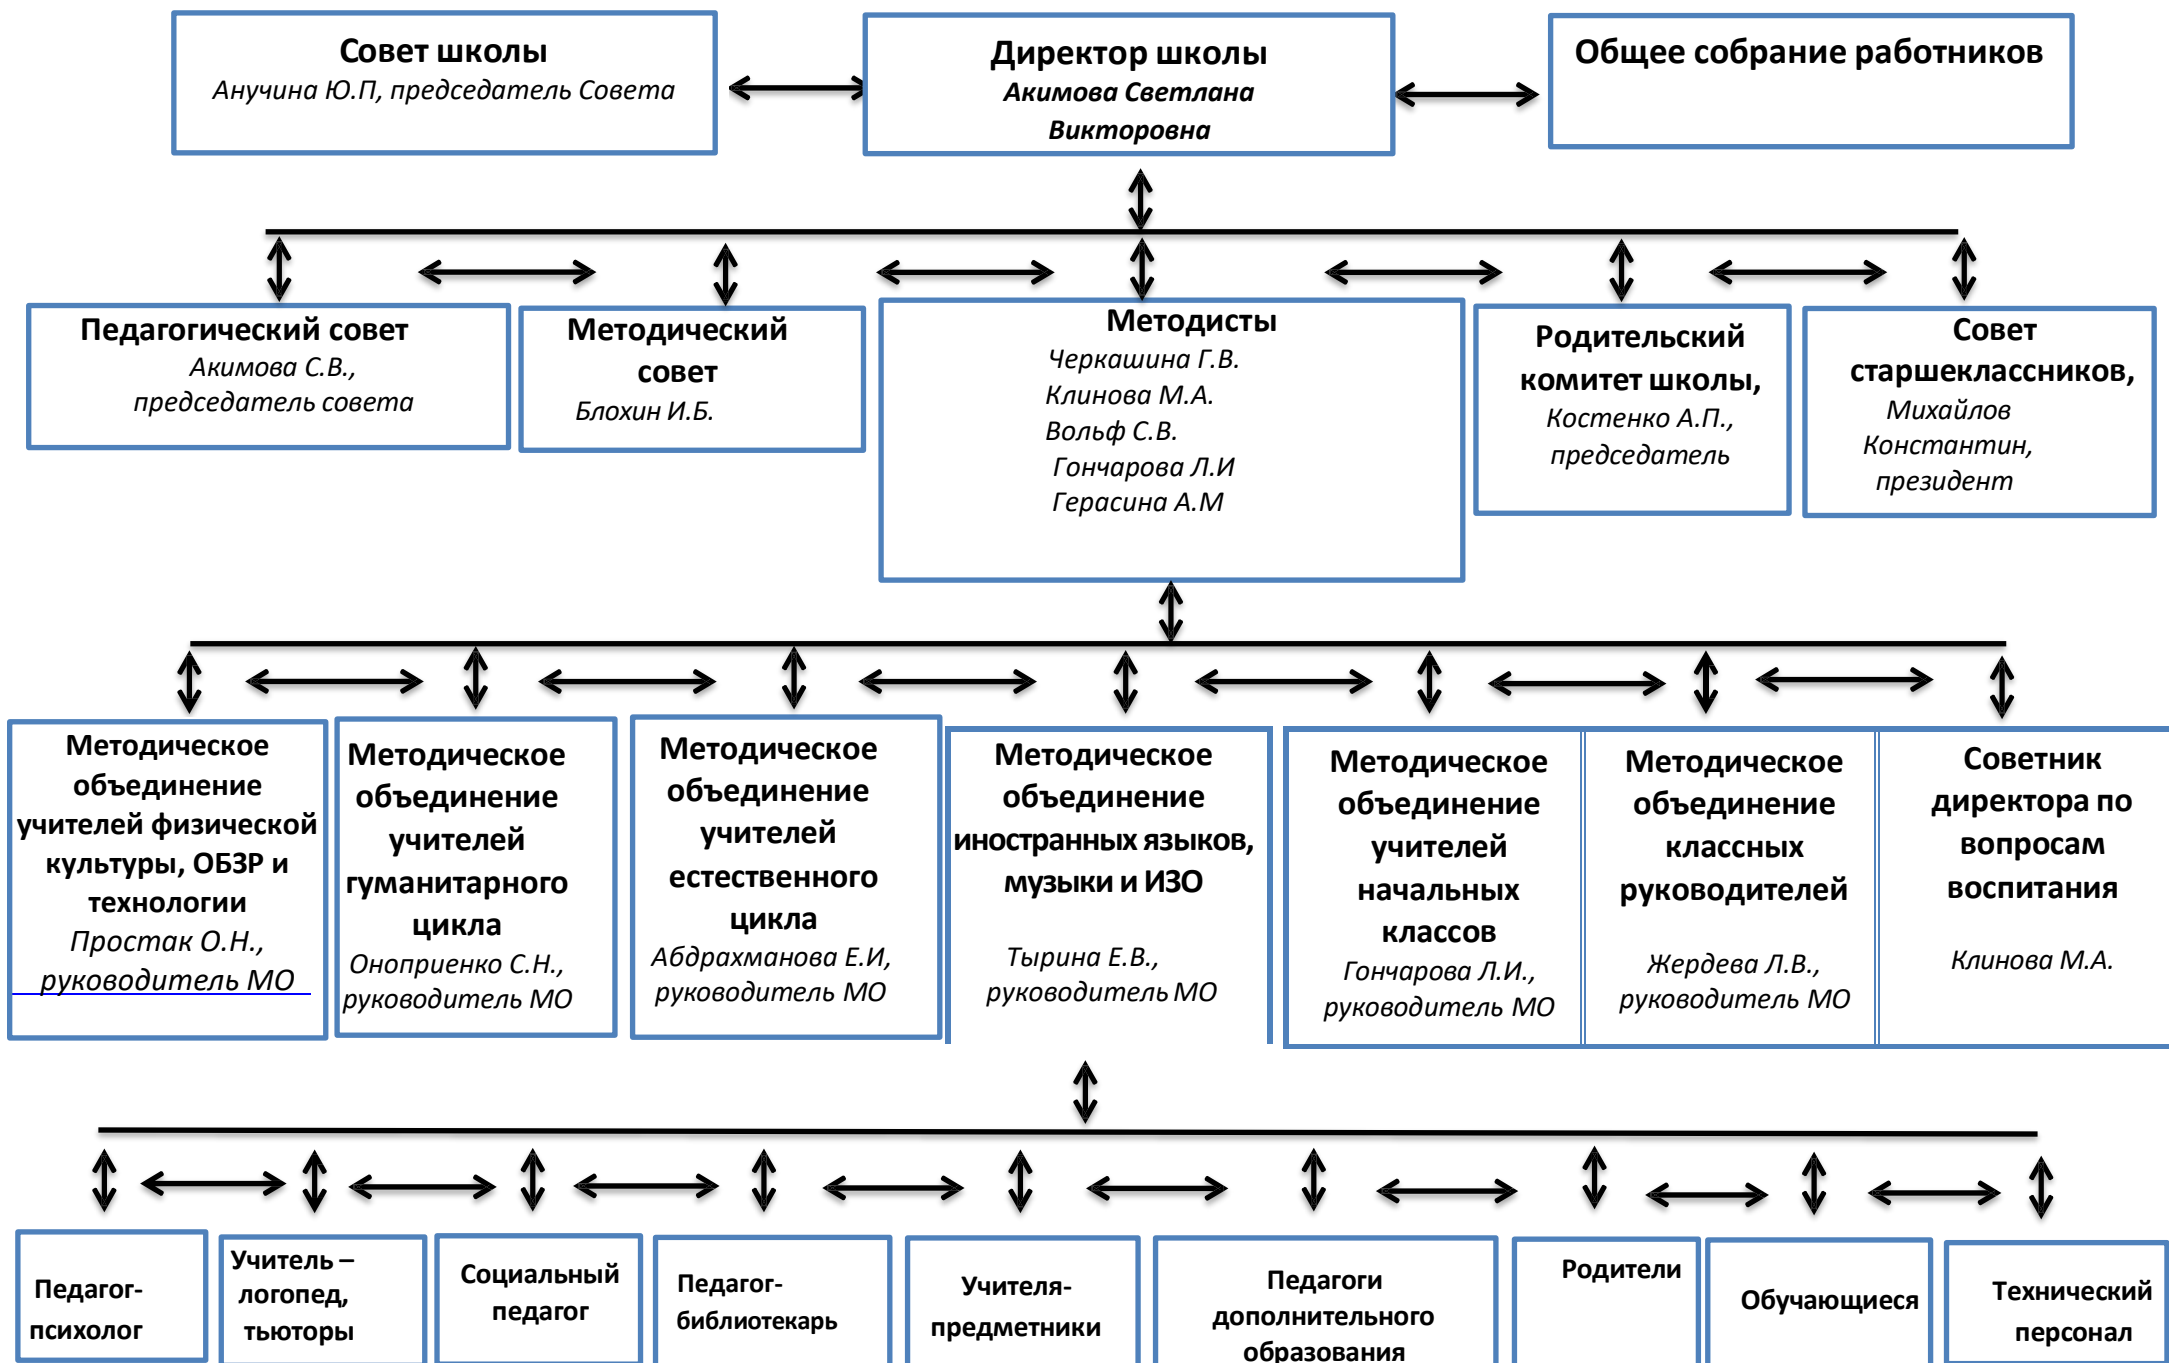 Совет школы
Анучина Ю.П, председатель Совета
Директор школы
Акимова Светлана
Викторовна
Общее собрание работников
Педагогический совет
Акимова С.В.,
председатель совета
Методический
совет
Блохин И.Б.
Методисты
Черкашина Г.В.
Клинова М.А.
Вольф С.В.
Гончарова Л.И
Герасина А.М
Родительский
комитет школы,
Костенко А.П.,
председатель
Совет
старшеклассников,
Михайлов
Константин,
президент
Методическое
объединение
учителей физической
культуры, ОБЗР и
технологии
Простак О.Н.,
руководитель МО
Методическое
объединение
учителей
гуманитарного
цикла
Оноприенко С.Н.,
руководитель МО
Методическое
объединение
учителей
естественного
цикла
Абдрахманова Е.И,
руководитель МО
Методическое
объединение
иностранных языков,
музыки и ИЗО
Тырина Е.В.,
руководитель МО
Методическое
объединение
учителей
начальных
классов
Гончарова Л.И.,
руководитель МО
Методическое
объединение
классных
руководителей
Жердева Л.В.,
руководитель МО
Советник
директора по
вопросам
воспитания
Клинова М.А.
Педагог-
психолог
Учитель –
логопед,
тьюторы
Социальный
педагог
Педагог-
библиотекарь
Учителя-
предметники
Педагоги
дополнительного
образования
Родители
Обучающиеся
Технический
персонал